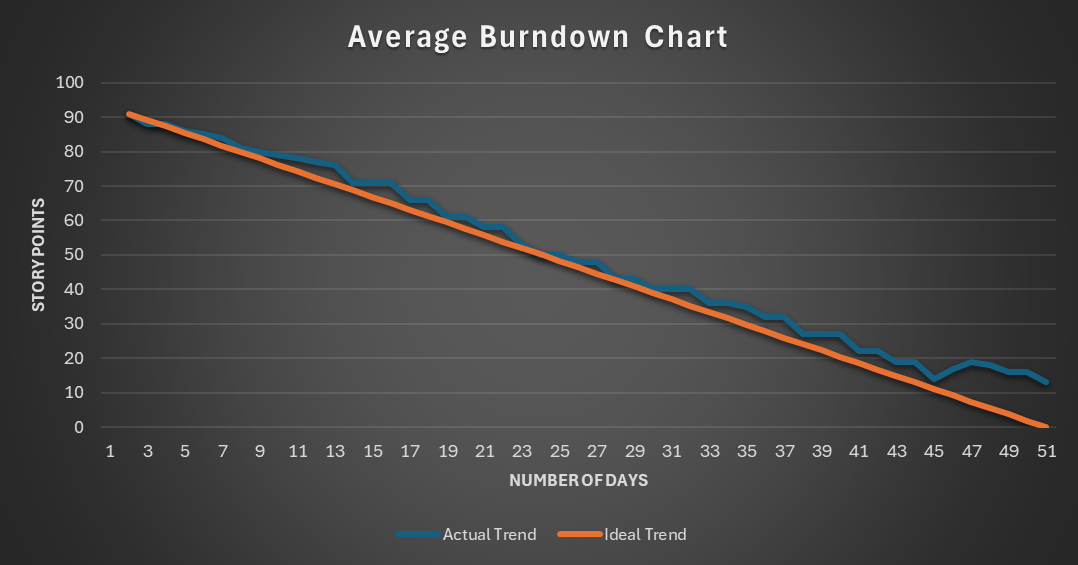 Average Burndown Chart
100
90
80
70
60
50
40
30
20
10
0
STORY POINTS
1 3 5 7 9 11 13 15 17 19 21 23 25 27 29 31 33 35 37 39 41 43 45 47 49 51
NUMBER OF DAYS
Actual Trend Ideal Trend